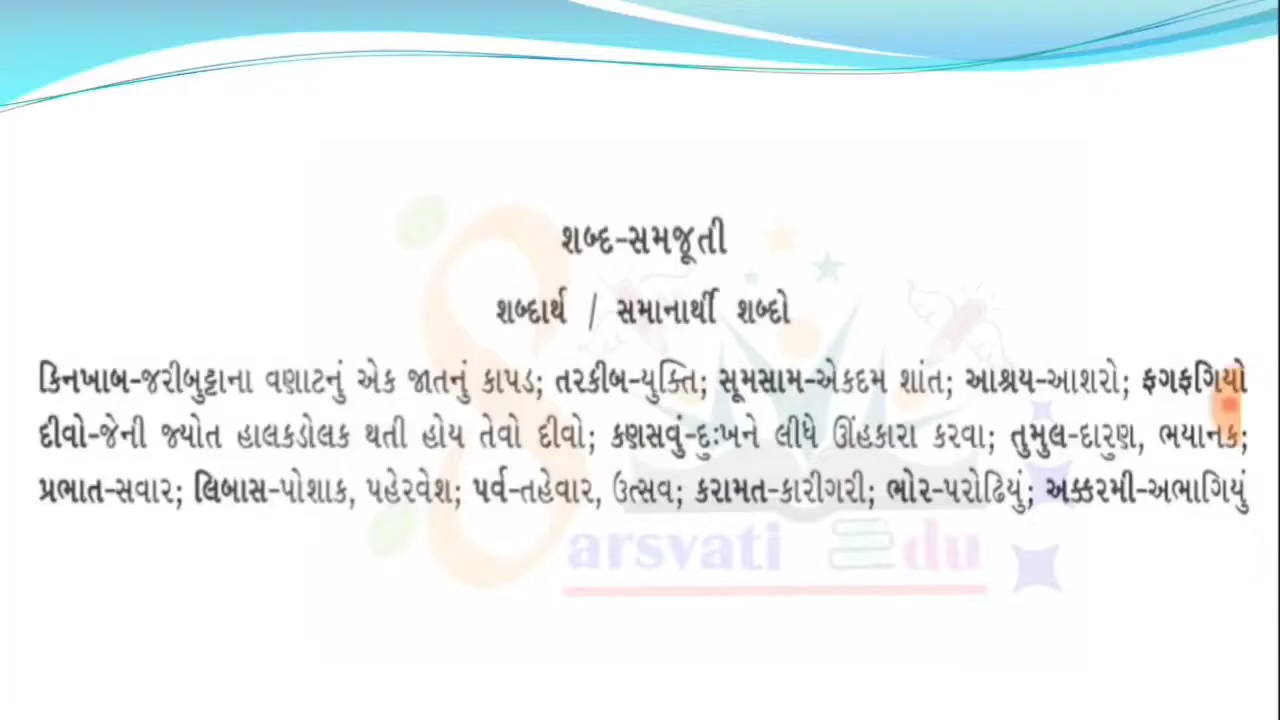 શબ્દ-સમજૂતી
શબ્દાર્થ / સમાનાર્થી શબ્દો
કિનખાબ-જરીબુટ્ટાના વણાટનું એક જાતનું કાપડ; તરકીબ-યુક્તિ; સૂમસામ-એકદમ શાંત; આશ્રય-આશરો; ફગફગિયો
દીવો-જેની જ્યોત હાલકડોલક થતી હોય તેવો દીવો; કણસવું-દુઃખને લીધે ઊંહકારા કરવા; તુમુલ-દારુણ, ભયાનક;
પ્રભાત-સવાર; લિબાસ-પોશાક, પહેરવેશ; પર્વ-તહેવાર, ઉત્સવ; કરામત-કારીગરી; ભોર-પરોઢિયું; અક્કરમી-અભાગિયું
Sarsvati Edu